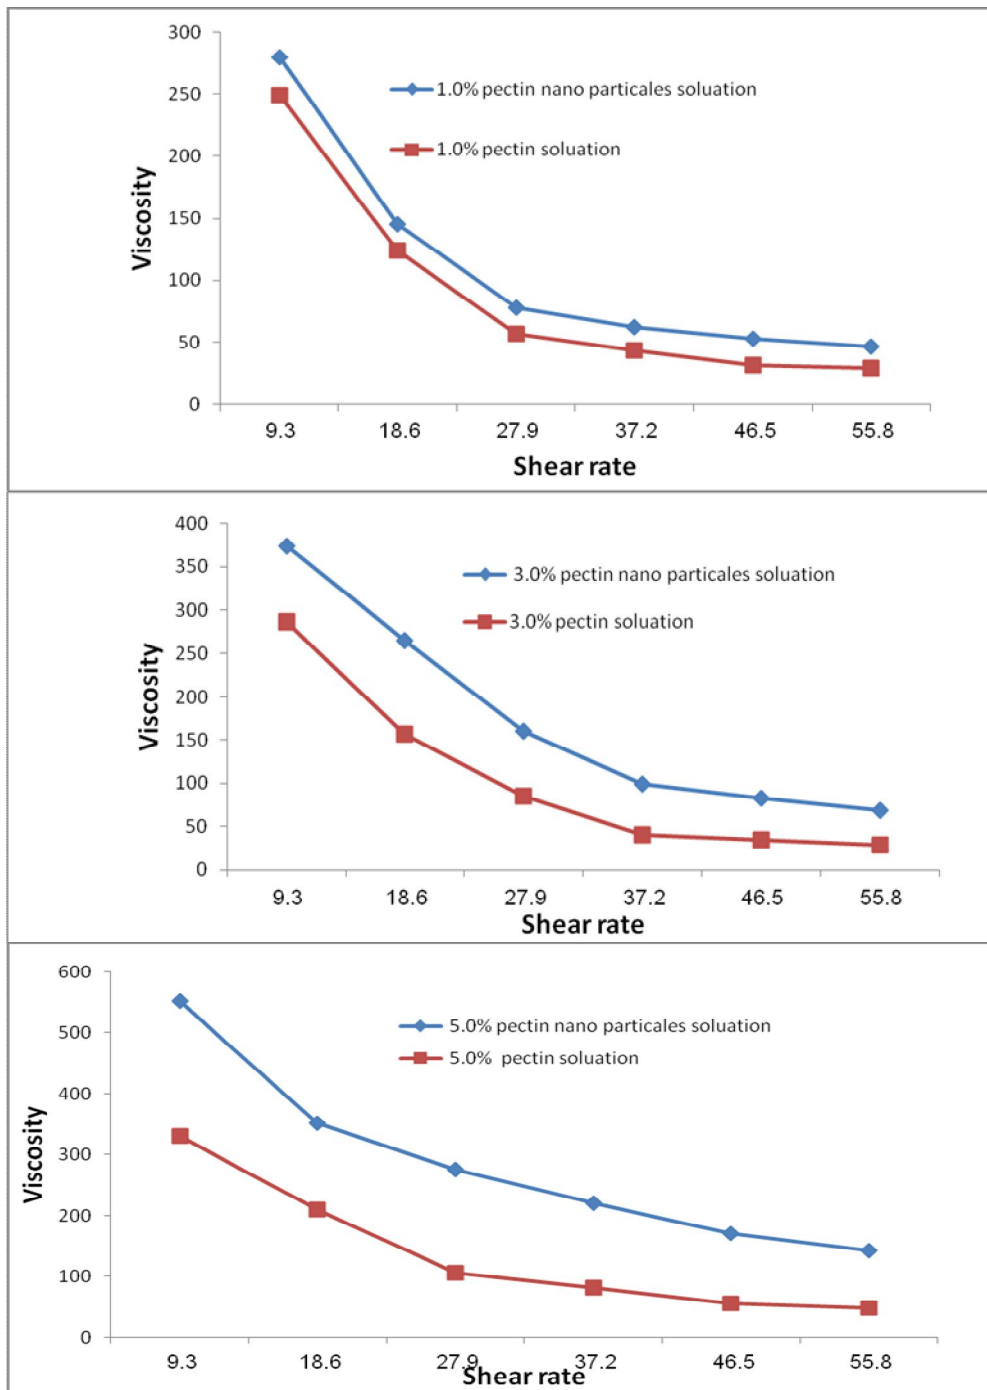 300
250
200
150
100
50
0
Viscosity
1.0% pectin nano particales soluation
1.0% pectin soluation
9.3 18.6 27.9 37.2 46.5 55.8
Shear rate
400
350
300
250
200
150
100
50
0
Viscosity
3.0% pectin nano particales soluation
3.0% pectin soluation
9.3 18.6 27.9 37.2 46.5 55.8
Shear rate
600
500
400
300
200
100
0
Viscosity
5.0% pectin nano particales soluation
5.0% pectin soluation
9.3 18.6 27.9 37.2 46.5 55.8
Shear rate